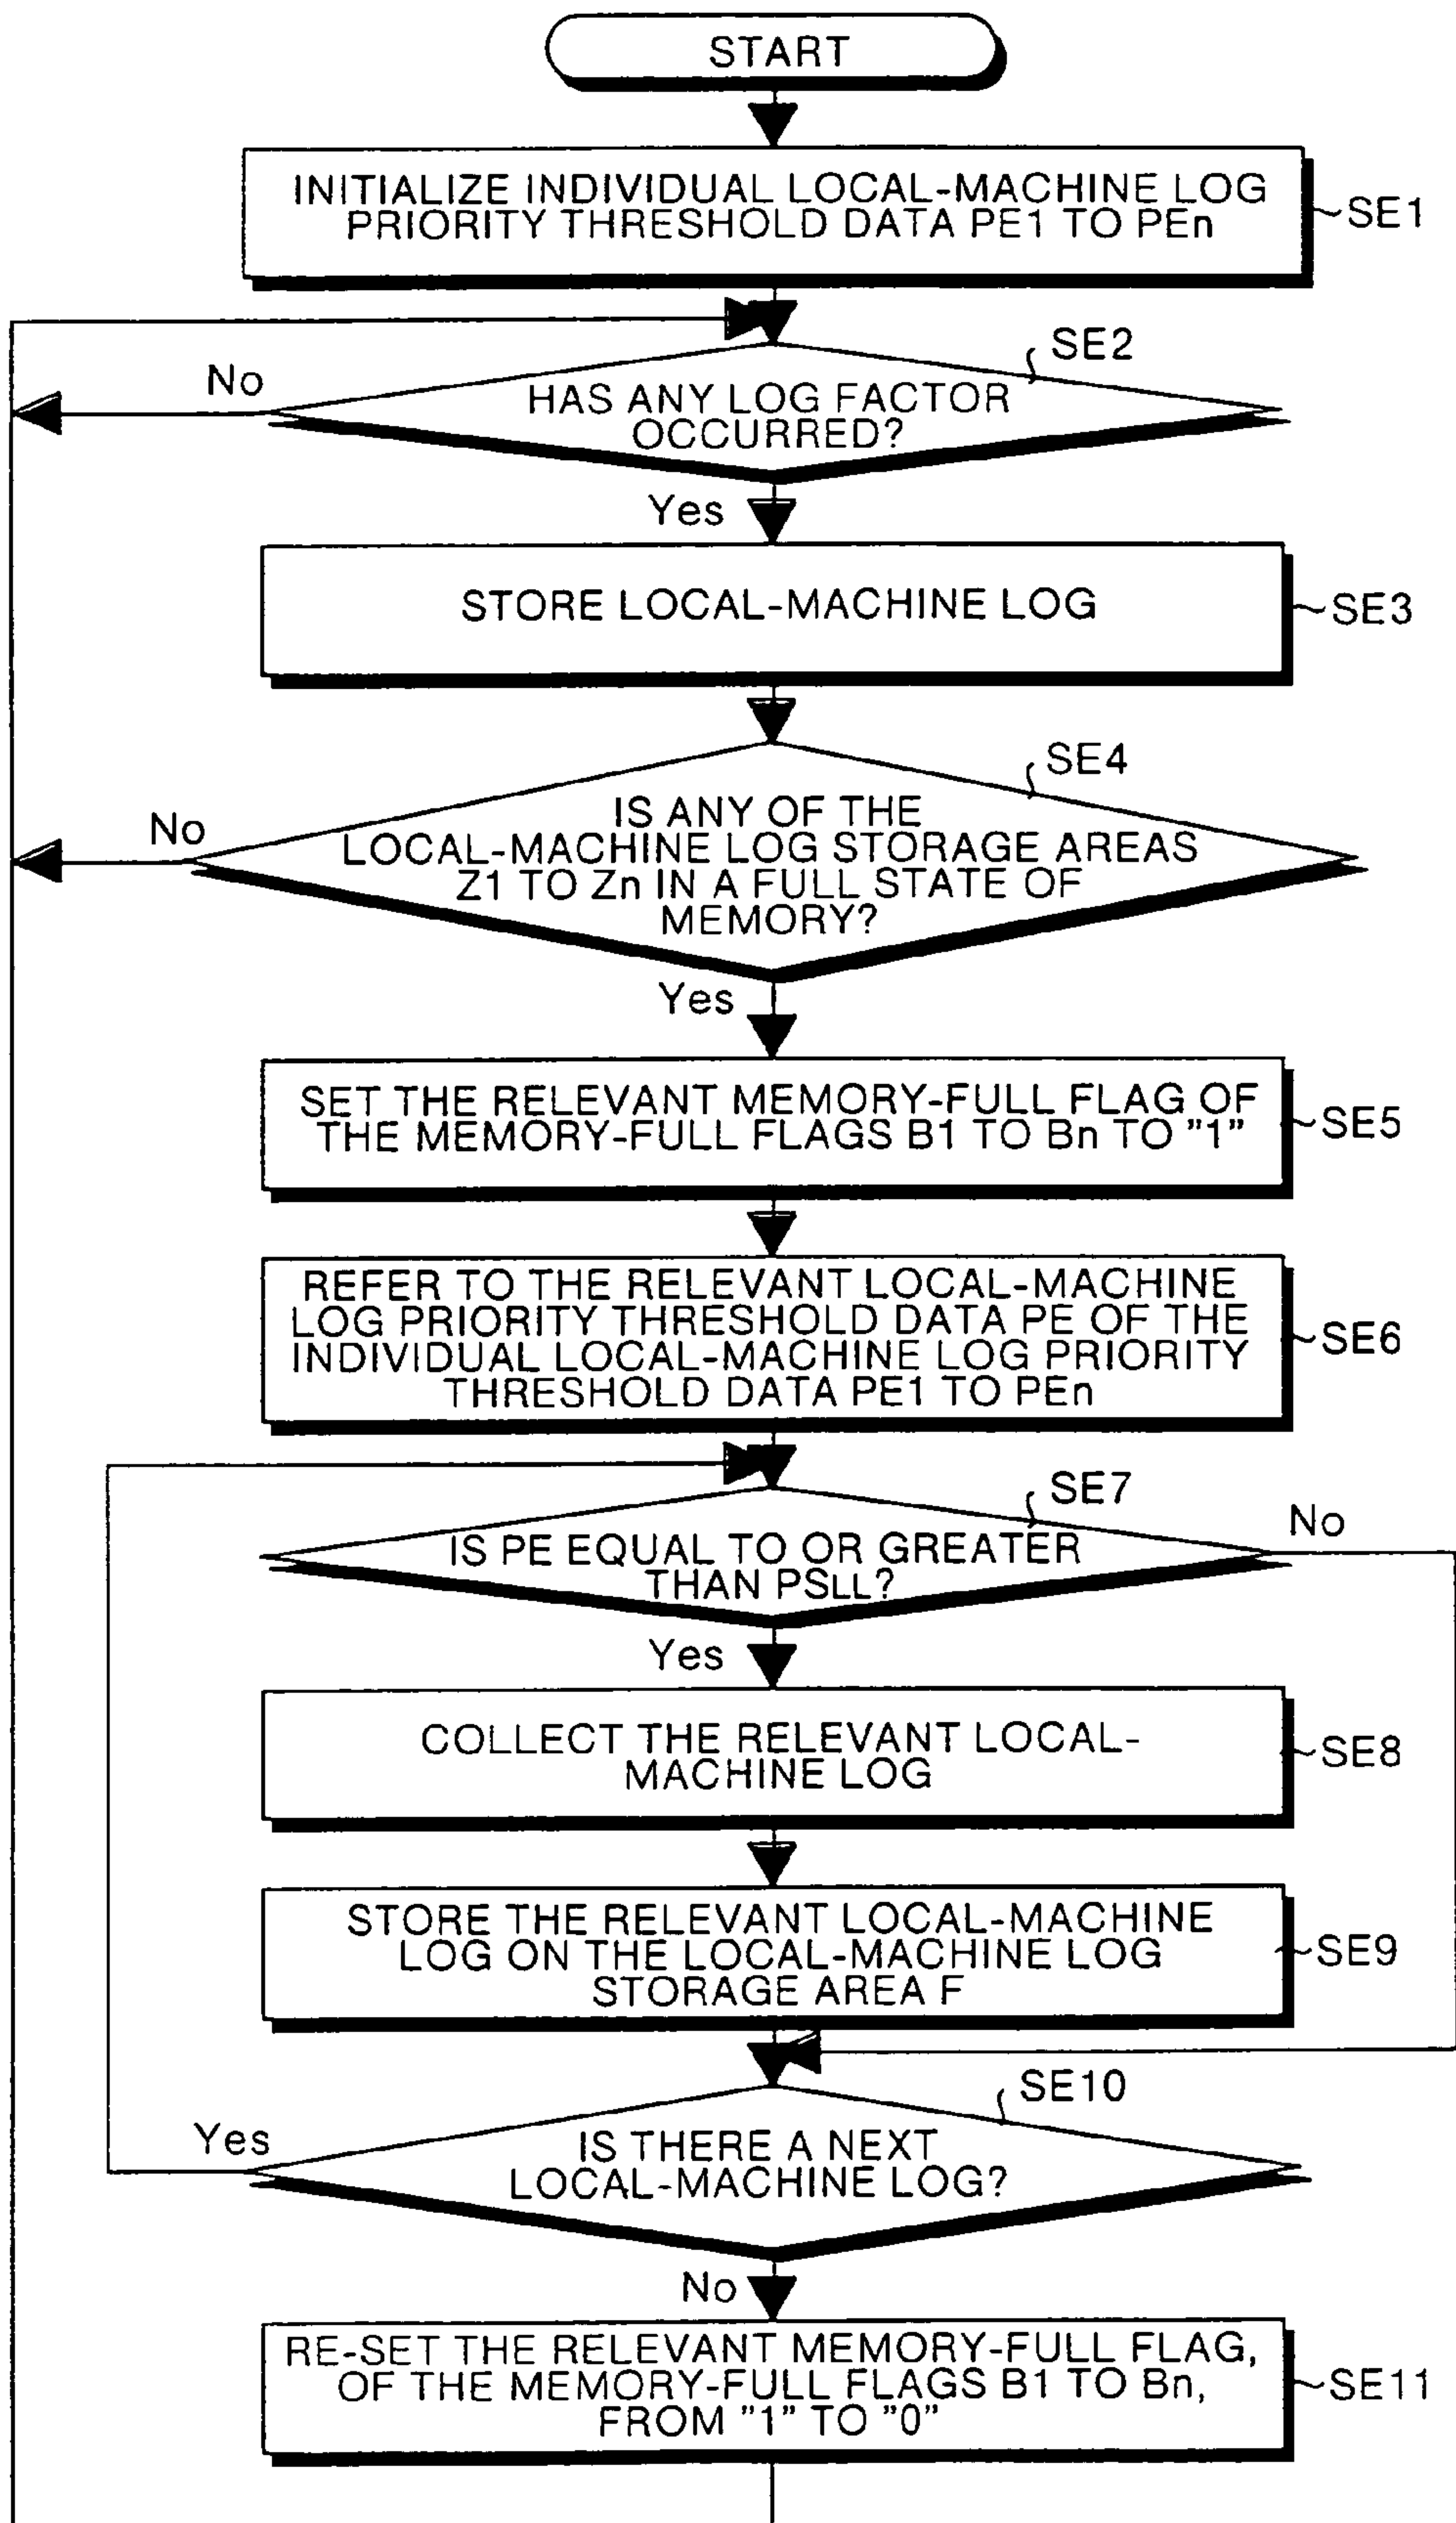 START
INITIALIZE INDIVIDUAL LOCAL-MACHINE LOG
PRIORITY THRESHOLD DATA PE1 TO PEn
SE1
SE2
No
HAS ANY LOG FACTOR
OCCURRED?
Yes
STORE LOCAL-MACHINE LOG
SE3
SE4
No
IS ANY OF THE
LOCAL-MACHINE LOG STORAGE AREAS
Z1 TO Zn IN A FULL STATE OF
MEMORY?
Yes
SET THE RELEVANT MEMORY-FULL FLAG OF
THE MEMORY-FULL FLAGS B1 TO Bn TO "1"
SE5
REFER TO THE RELEVANT LOCAL-MACHINE
LOG PRIORITY THRESHOLD DATA PE OF THE
INDIVIDUAL LOCAL-MACHINE LOG PRIORITY
THRESHOLD DATA PE1 TO PEn
SE6
SE7
No
IS PE EQUAL TO OR GREATER
THAN PSLL?
Yes
COLLECT THE RELEVANT LOCAL-
MACHINE LOG
SE8
STORE THE RELEVANT LOCAL-MACHINE
LOG ON THE LOCAL-MACHINE LOG
STORAGE AREA F
SE9
SE10
Yes
IS THERE A NEXT
LOCAL-MACHINE LOG?
No
RE-SET THE RELEVANT MEMORY-FULL FLAG,
OF THE MEMORY-FULL FLAGS B1 TO Bn,
FROM "1" TO "0"
SE11